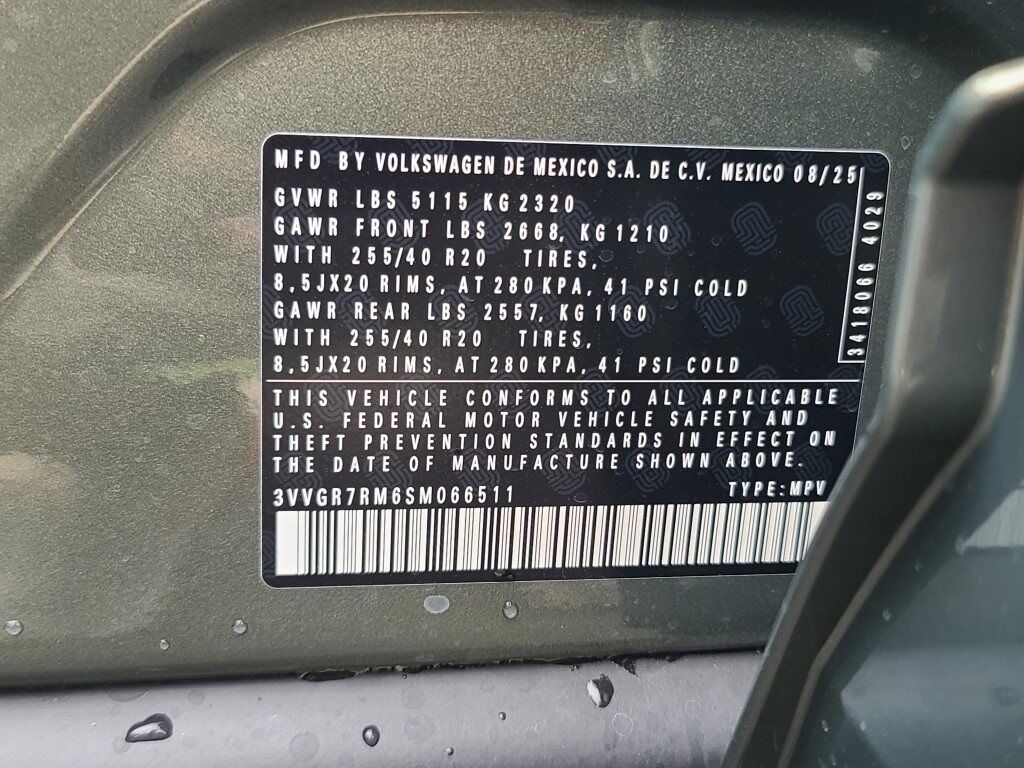 MFD BY VOLKSWAGEN DE MEXICO S.A. DE C.V. MEXICO 08/25
GVWR LBS 5115 KG 2320
GAWR FRONT LBS 2668, KG 1210
WITH 255/40 R20 TIRES,
8,5JX20 RIMS, AT 280 KPA, 41 PSI COLD
GAWR REAR LBS 2557, KG 1160
WITH 255/40 R20 TIRES,
8,5JX20 RIMS, AT 280 KPA, 41 PSI COLD
3418066 4029
THIS VEHICLE CONFORMS TO ALL APPLICABLE
U.S. FEDERAL MOTOR VEHICLE SAFETY AND
THEFT PREVENTION STANDARDS IN EFFECT ON
THE DATE OF MANUFACTURE SHOWN ABOVE.
3VVGR7RM6SM066511 TYPE: MPV